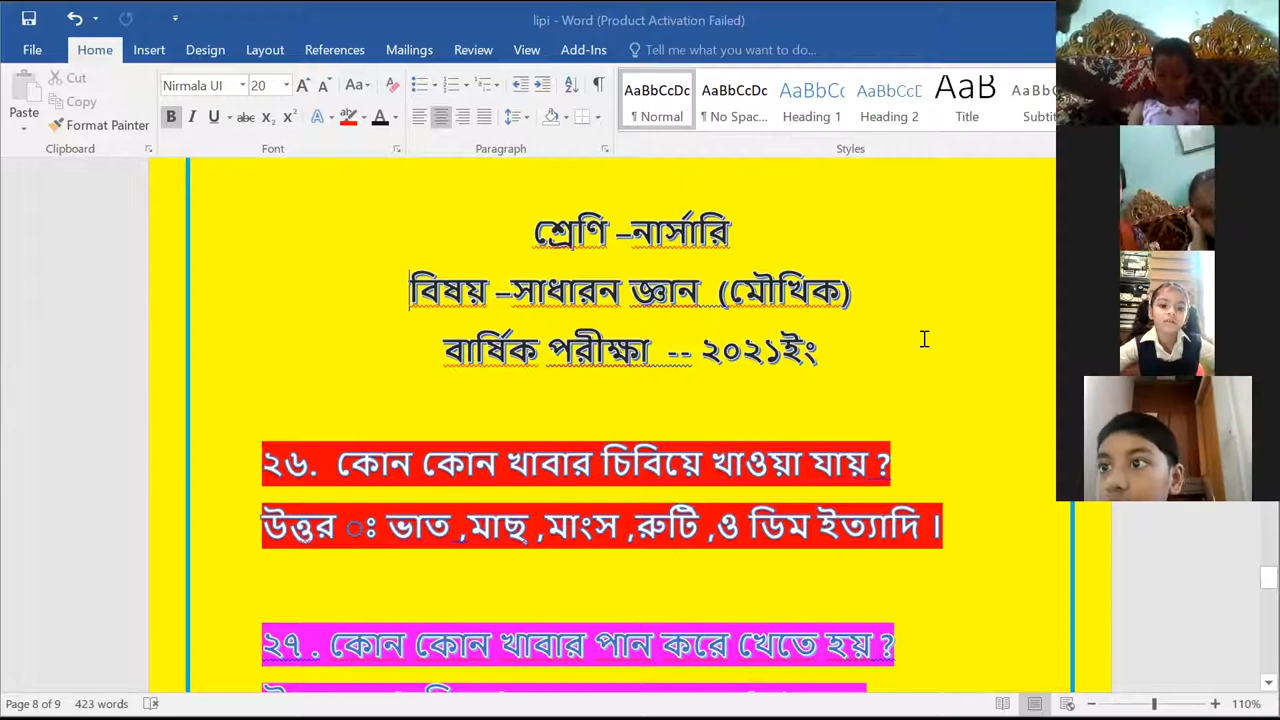 lipi - Word (Product Activation Failed)
File Home Insert Design Layout References Mailings Review View Add-Ins Tell me what you want to do...
Cut
Copy
Format Painter
Paste
Nirmala UI 20
AaBbCcDc AaBbCcDc AaBbCc AaBbCcD AaB
¶ Normal ¶ No Spac... Heading 1 Heading 2 Title
Clipboard Font Paragraph Styles
শ্রেণি –নার্সারি
বিষয় –সাধারন জ্ঞান (মৌখিক)
বার্ষিক পরীক্ষা -- ২০২১ইং
২৬. কোন কোন খাবার চিবিয়ে খাওয়া যায় ?
উত্তর ঃ ভাত ,মাছ ,মাংস ,রুটি ,ও ডিম ইত্যাদি ।
২৭ . কোন কোন খাবার পান করে খেতে হয় ?
Page 8 of 9 423 words 110%